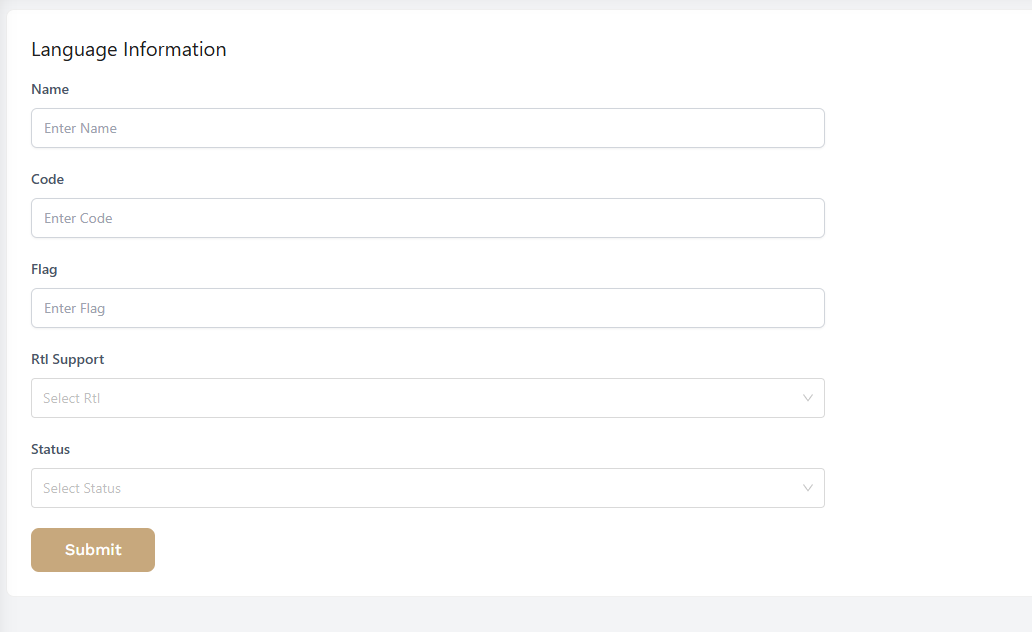 Language Information
Name
Enter Name
Code
Enter Code
Flag
Enter Flag
Rtl Support
Select Rtl
Status
Select Status
Submit